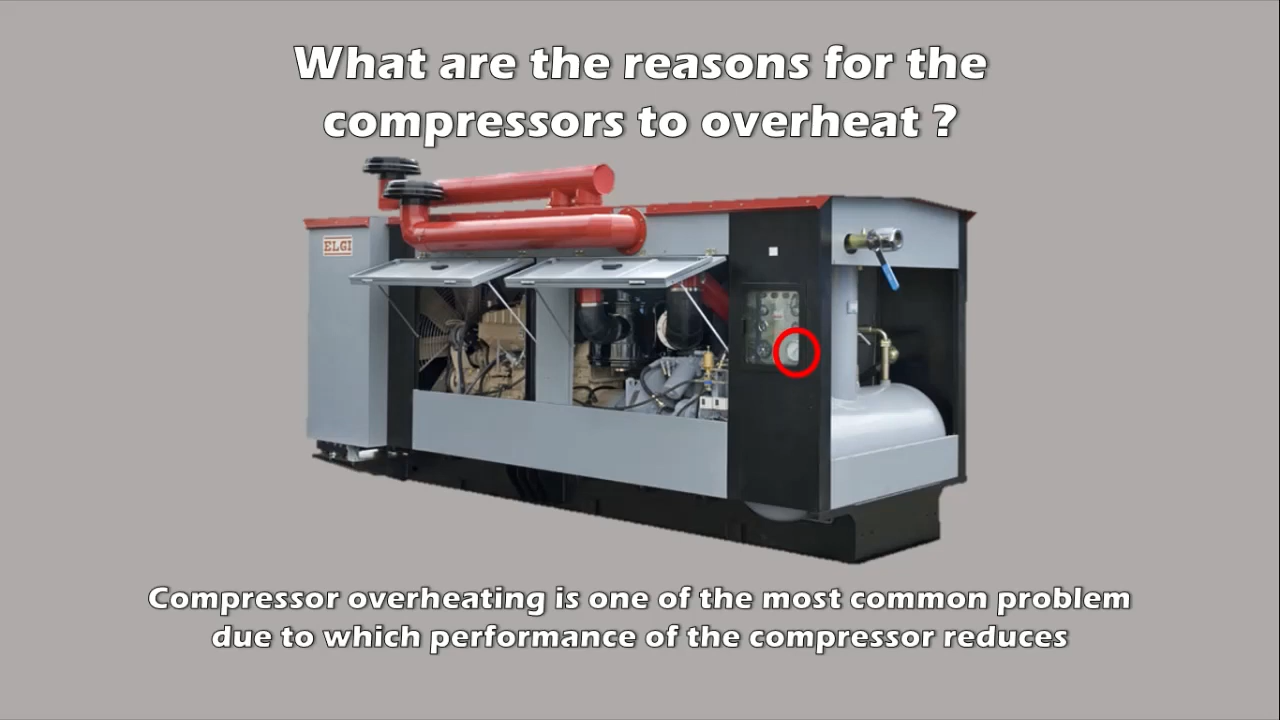 What are the reasons for the
compressors to overheat ?
ELGI
Compressor overheating is one of the most common problem
due to which performance of the compressor reduces